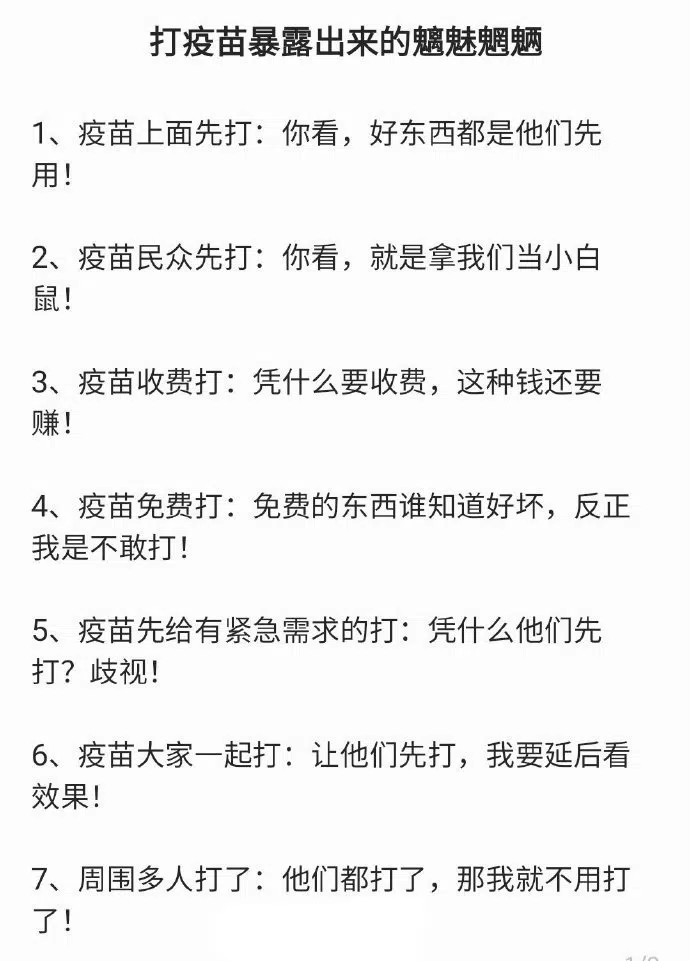 打疫苗暴露出来的魑魅魍魉
1、疫苗上面先打：你看，好东西都是他们先
用！
2、疫苗民众先打：你看，就是拿我们当小白
鼠！
3、疫苗收费打：凭什么要收费，这种钱还要
赚！
4、疫苗免费打：免费的东西谁知道好坏，反正
我是不敢打！
5、疫苗先给有紧急需求的打：凭什么他们先
打？歧视！
6、疫苗大家一起打：让他们先打，我要延后看
效果！
7、周围多人打了：他们都打了，那我就不用打
了！